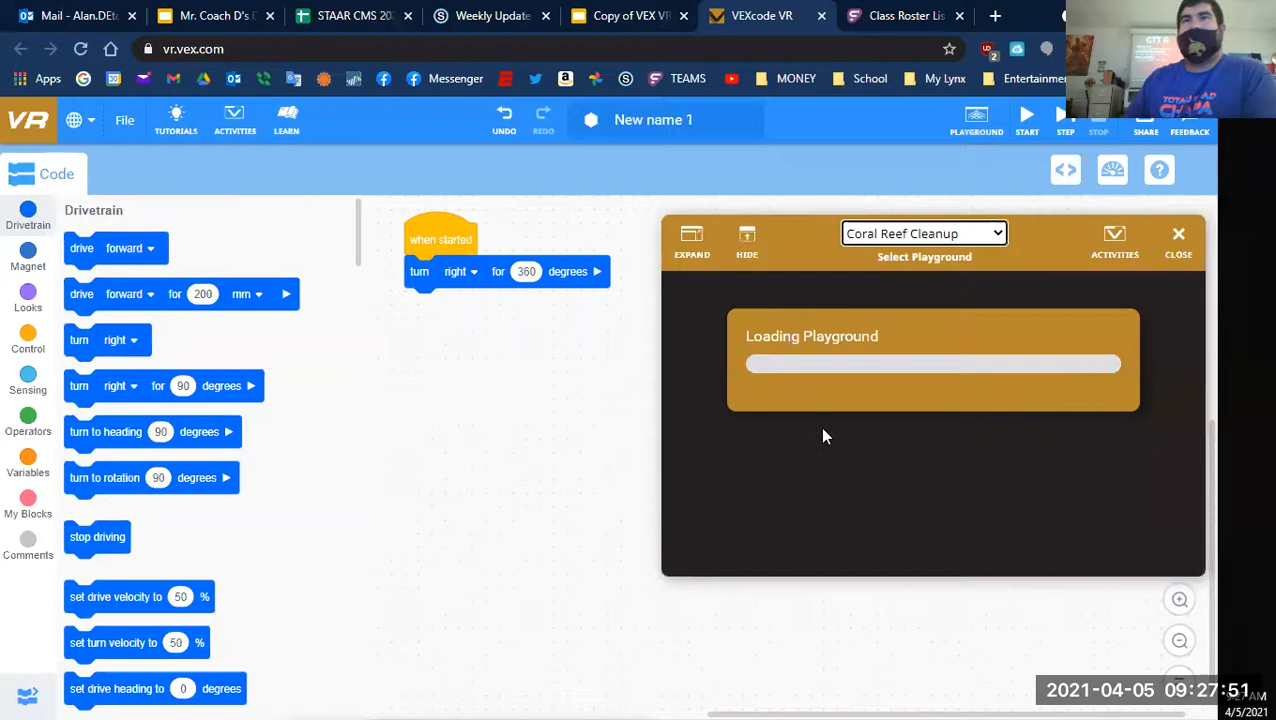 Alan.DEto
Mr. Coach D's D
STAAR CMS 20
Weekly Update
Copy of VEX VR
VEXcode VR
Class Roster Lis
vr.vex.com
2
Apps
Messenger
TEAMS
MONEY
School
My Lynx
Entertainme
VR
File
TUTORIALS
ACTIVITIES
LEARN
UNDO
REDO
New name 1
PLAYGROUND
START
STEP
STOP
SHARE
FEEDBACK
Code
Drivetrain
Magnet
Looks
Control
Sensing
Operators
Variables
My Blocks
Comments
Drivetrain
drive forward
drive forward for 200 mm
turn right
turn right for 90 degrees
turn to heading 90 degrees
turn to rotation 90 degrees
stop driving
set drive velocity to 50 %
set turn velocity to 50 %
set drive heading to 0 degrees
when started
turn right for 360 degrees
EXPAND
HIDE
Coral Reef Cleanup
Select Playground
ACTIVITIES
CLOSE
Loading Playground
2021-04-05 09:27:51
4/5/2021